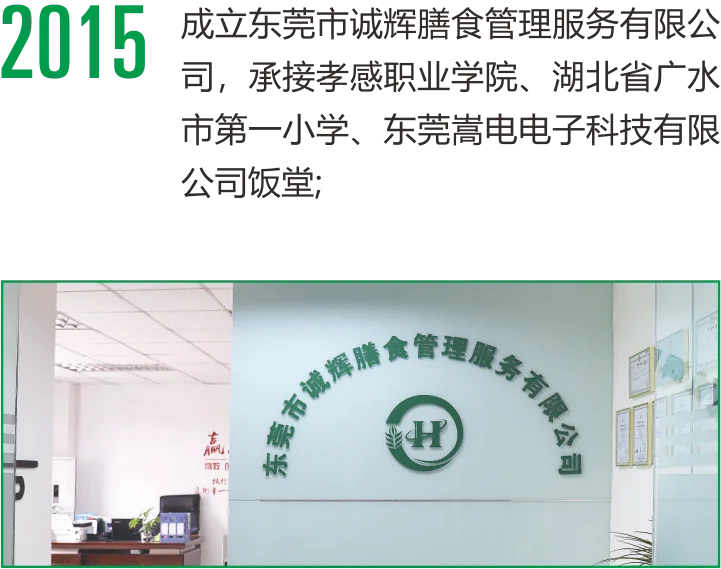 2015
成立东莞市诚辉膳食管理服务有限公
司，承接孝感职业学院、湖北省广水
市第一小学、东莞嵩电电子科技有限
公司饭堂;
东莞市诚辉膳食管理服务有限公司
H
赢